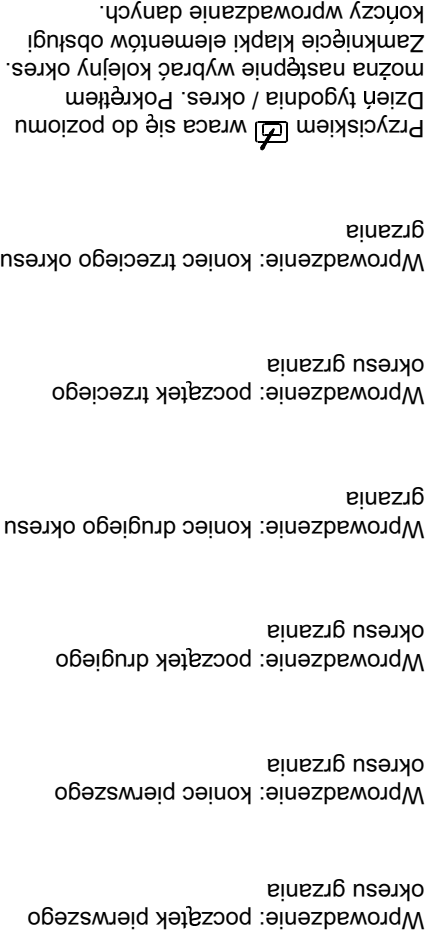 Wprowadzenie: początek pierwszego
okresu grzania
Wprowadzenie: koniec pierwszego
okresu grzania
Wprowadzenie: początek drugiego
okresu grzania
Wprowadzenie: koniec drugiego okresu
grzania
Wprowadzenie: początek trzeciego
okresu grzania
Wprowadzenie: koniec trzeciego okresu
grzania
Przyciskiem wraca się do poziomu
Dzień tygodnia / okres. Pokrętłem
można następnie wybrać kolejny okres.
Zamknięcie klapki elementów obsługi
kończy wprowadzanie danych.